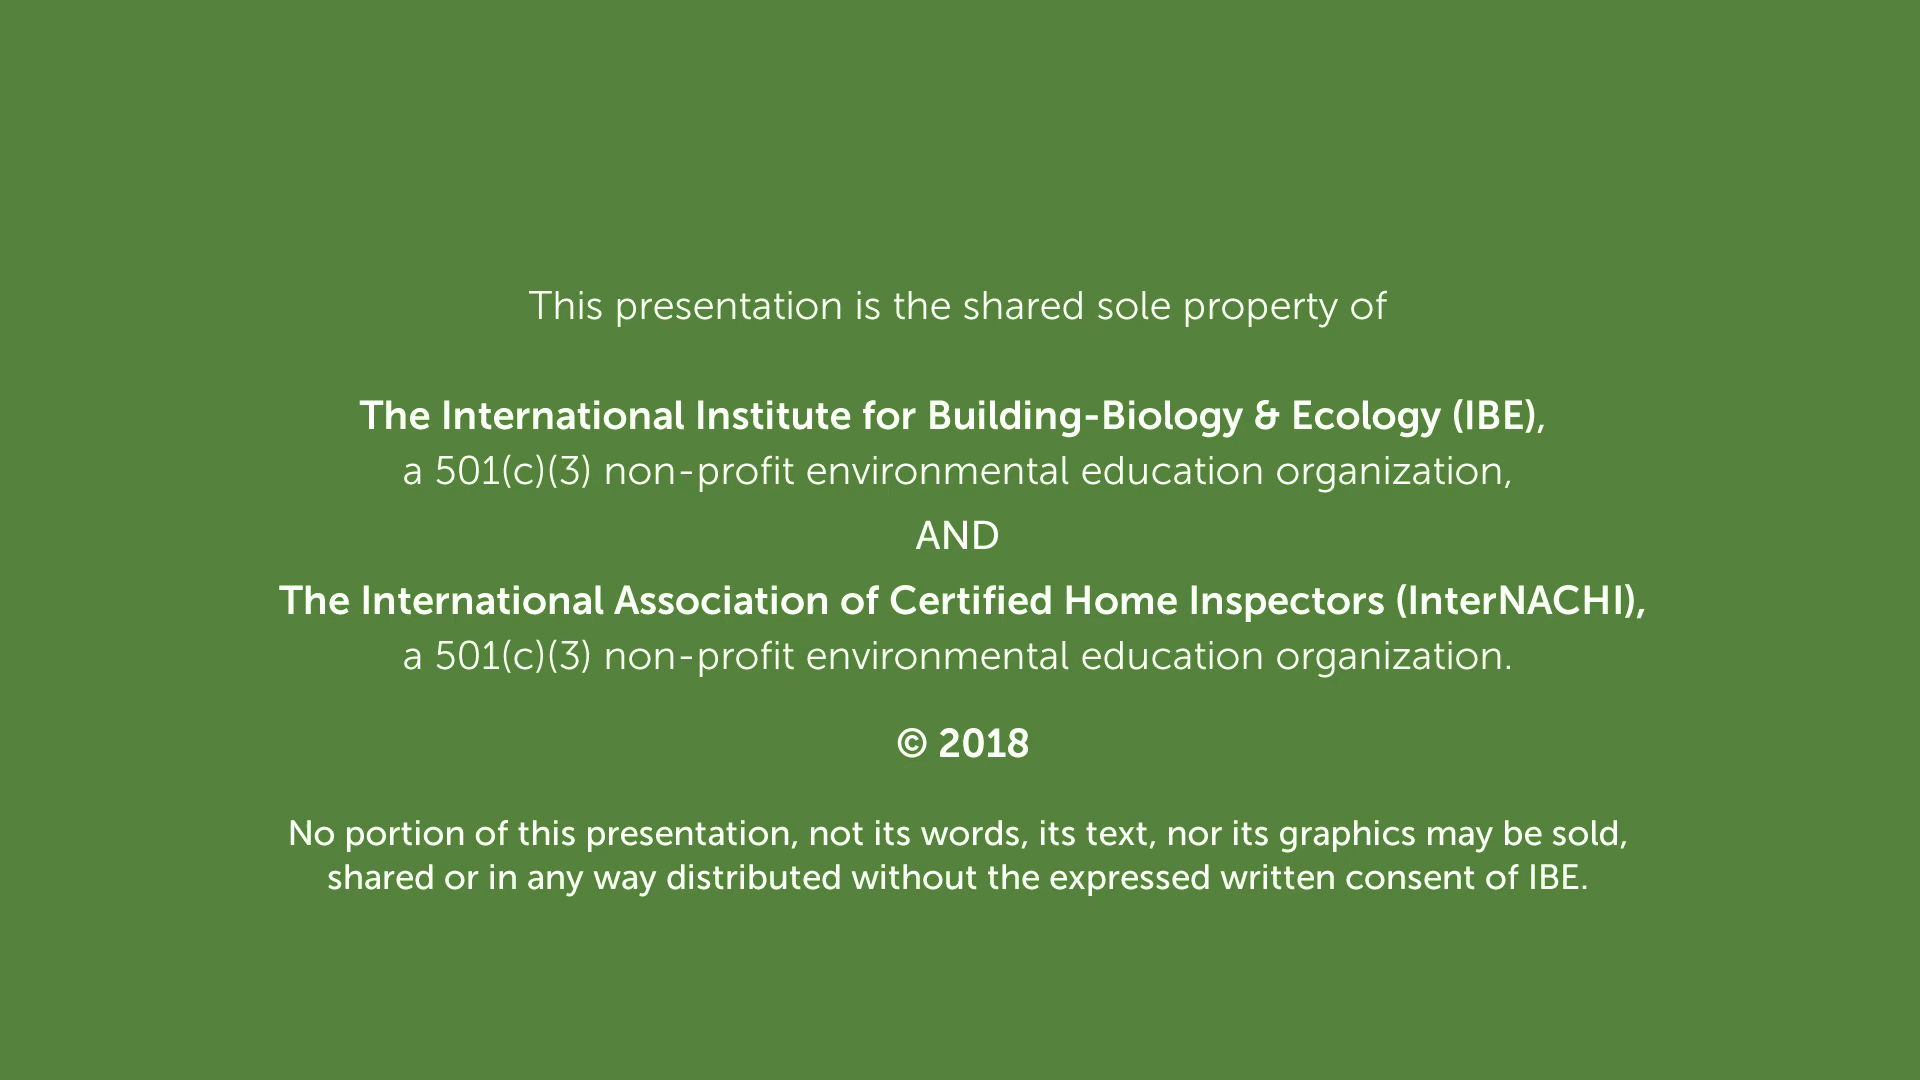 This presentation is the shared sole property of
The International Institute for Building-Biology & Ecology (IBE),
a 501(c)(3) non-profit environmental education organization,
AND
The International Association of Certified Home Inspectors (InterNACHI),
a 501(c)(3) non-profit environmental education organization.
© 2018
No portion of this presentation, not its words, its text, nor its graphics may be sold,
shared or in any way distributed without the expressed written consent of IBE.